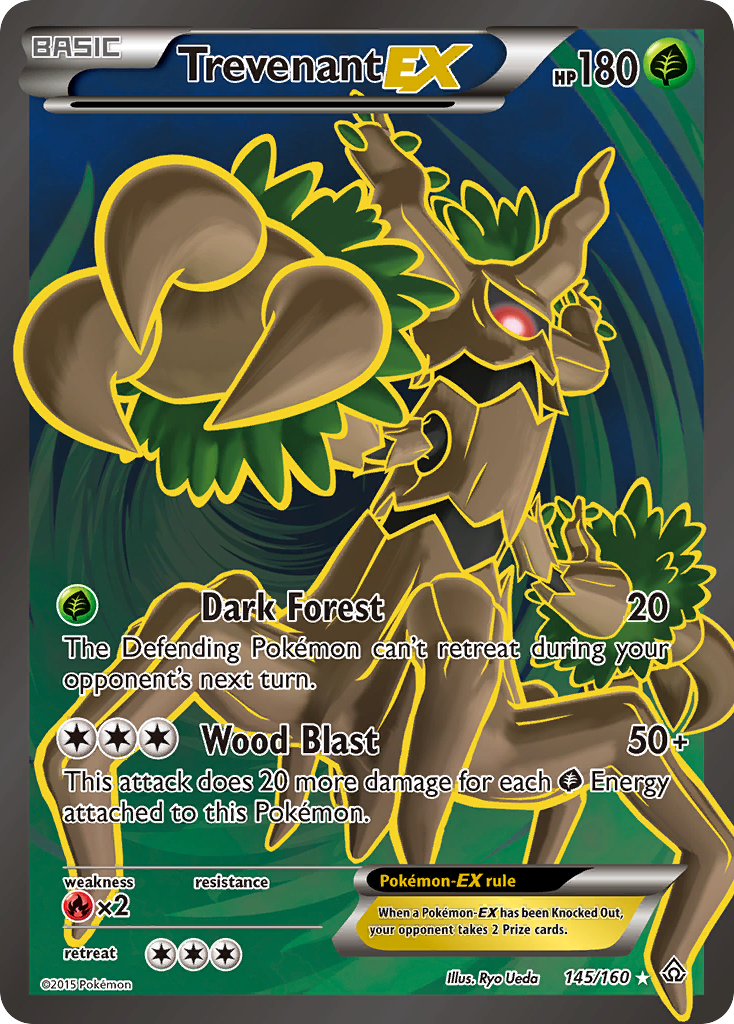 BASIC
TrevenantEX
HP180
Dark Forest 20
The Defending Pokémon can't retreat during your
opponent's next turn.
Wood Blast 50+
This attack does 20 more damage for each Energy
attached to this Pokémon.
weakness resistance
×2
Pokémon-EX rule
When a Pokémon-EX has been Knocked Out,
your opponent takes 2 Prize cards.
retreat
©2015 Pokémon
Illus. Ryo Ueda 145/160